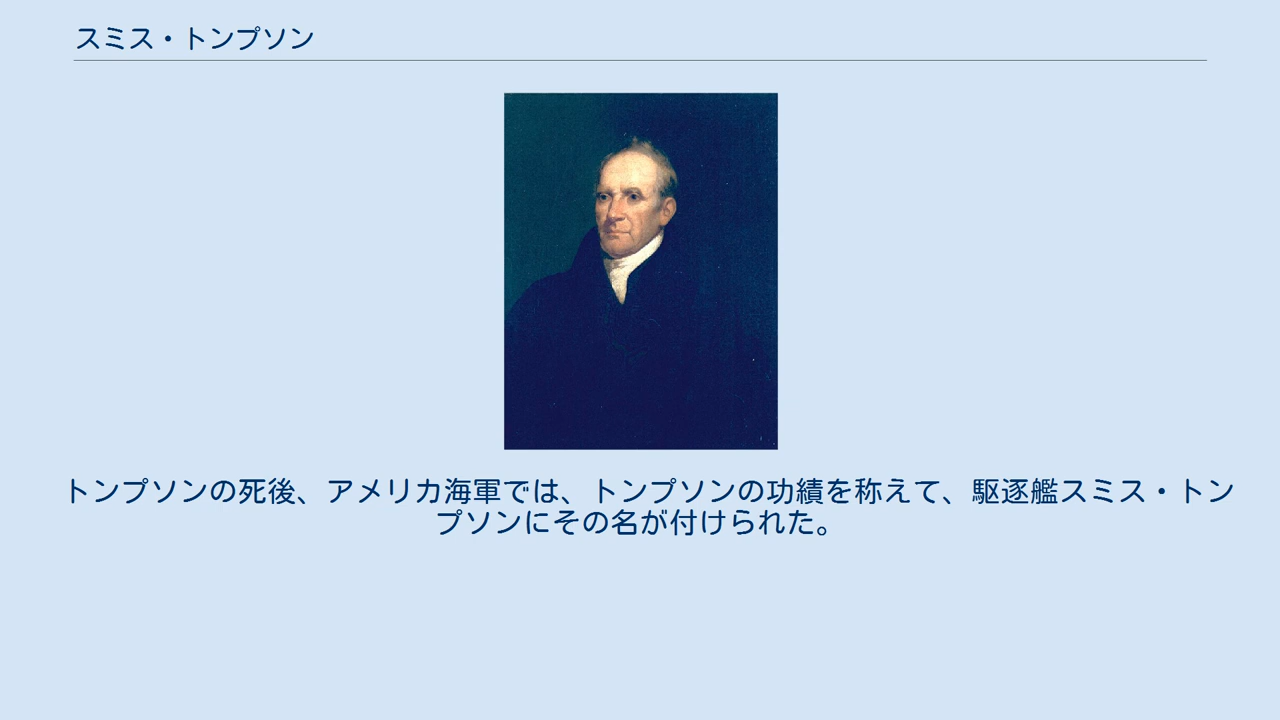 スミス・トンプソン
トンプソンの死後、アメリカ海軍では、トンプソンの功績を称えて、駆逐艦スミス・トン
プソンにその名が付けられた。